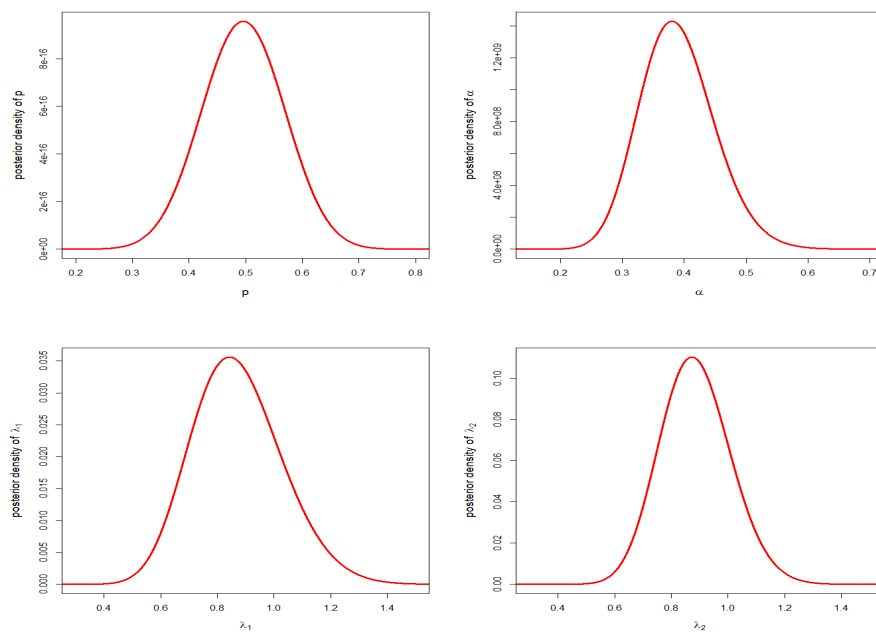 posterior density of p
0e+00 2e-16 4e-16 6e-16 8e-16
0.2 0.3 0.4 0.5 0.6 0.7 0.8
p
posterior density of α
0.0e+00 4.0e+08 8.0e+08 1.2e+09
0.2 0.3 0.4 0.5 0.6 0.7
α
posterior density of λ₁
0.000 0.005 0.010 0.015 0.020 0.025 0.030 0.035
0.4 0.6 0.8 1.0 1.2 1.4
λ₁
posterior density of λ₂
0.00 0.02 0.04 0.06 0.08 0.10
0.4 0.6 0.8 1.0 1.2 1.4
λ₂